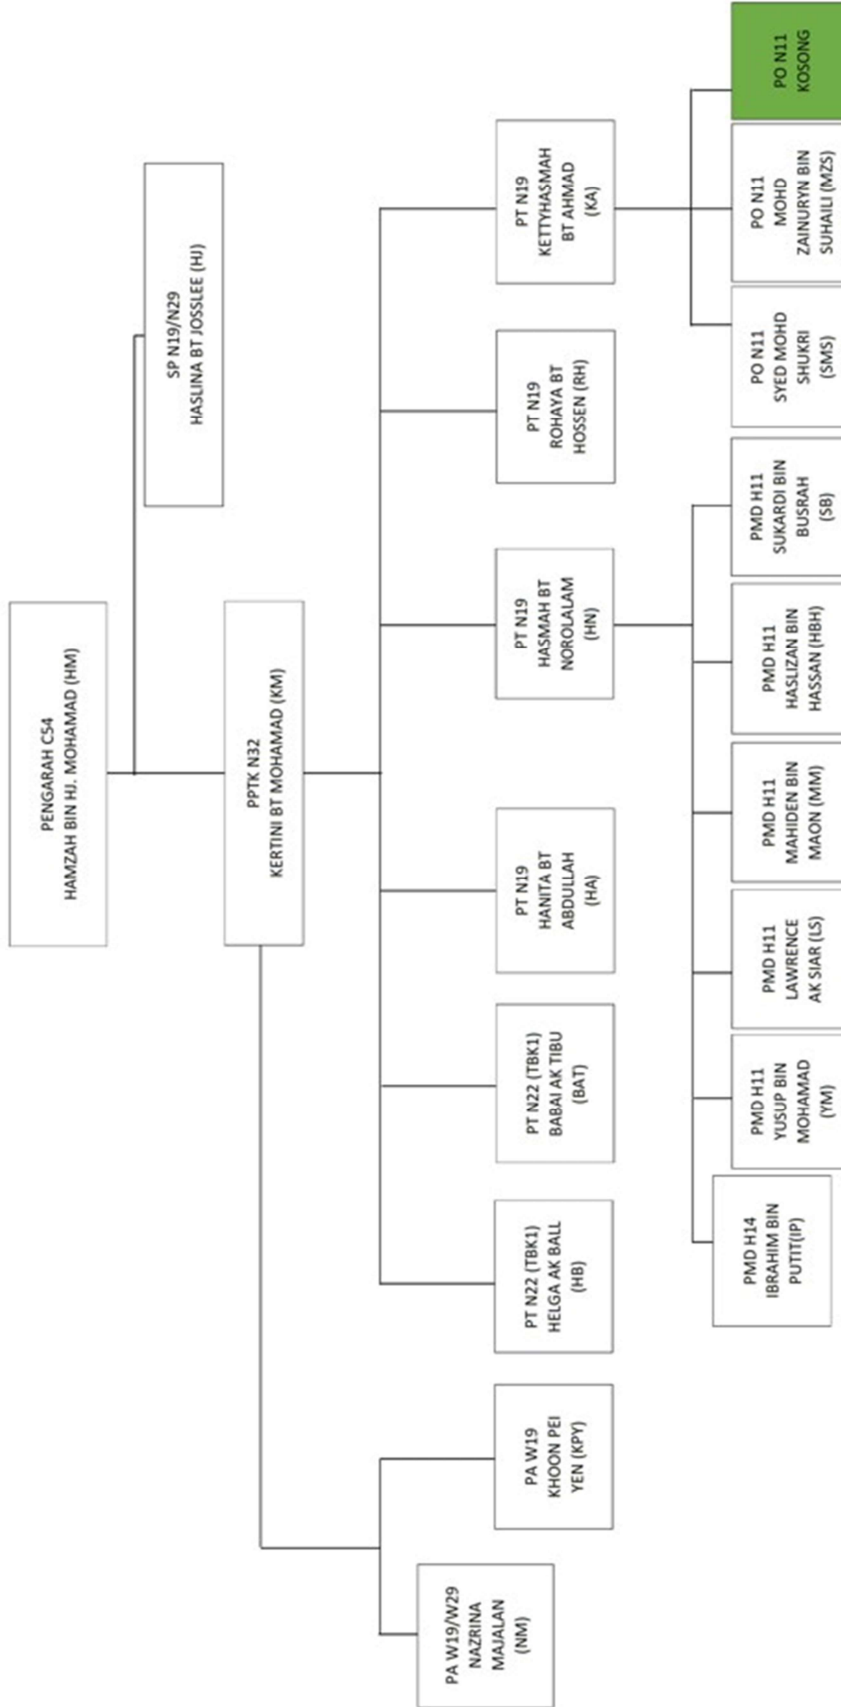 PENGARAH C54
HAMZAH BIN HJ. MOHAMAD (HM)
SP N19/N29
HASLINA BT JOSSLEE (HJ)
PPTK N32
KERTINI BT MOHAMAD (KM)
PA W19/W29
NAZRINA
MAJALAN
(NM)
PA W19
KHOON PEI
YEN (KPY)
PT N22 (TBK1)
HELGA AK BALL
(HB)
PT N22 (TBK1)
BABAI AK TIBU
(BAT)
PT N19
HANITA BT
ABDULLAH
(HA)
PT N19
HASMAH BT
NOROLALAM
(HN)
PT N19
ROHAYA BT
HOSSEN (RH)
PT N19
KETTYHASMAH
BT AHMAD
(KA)
PMD H14
IBRAHIM BIN
PUTIT(IP)
PMD H11
YUSUP BIN
MOHAMAD
(YM)
PMD H11
LAWRENCE
AK SIAR (LS)
PMD H11
MAHIDEN BIN
MAON (MM)
PMD H11
HASLIZAN BIN
HASSAN (HBH)
PMD H11
SUKARDI BIN
BUSRAH
(SB)
PO N11
SYED MOHD
SHUKRI
(SMS)
PO N11
MOHD
ZAINURYN BIN
SUHAILI (MZS)
PO N11
KOSONG